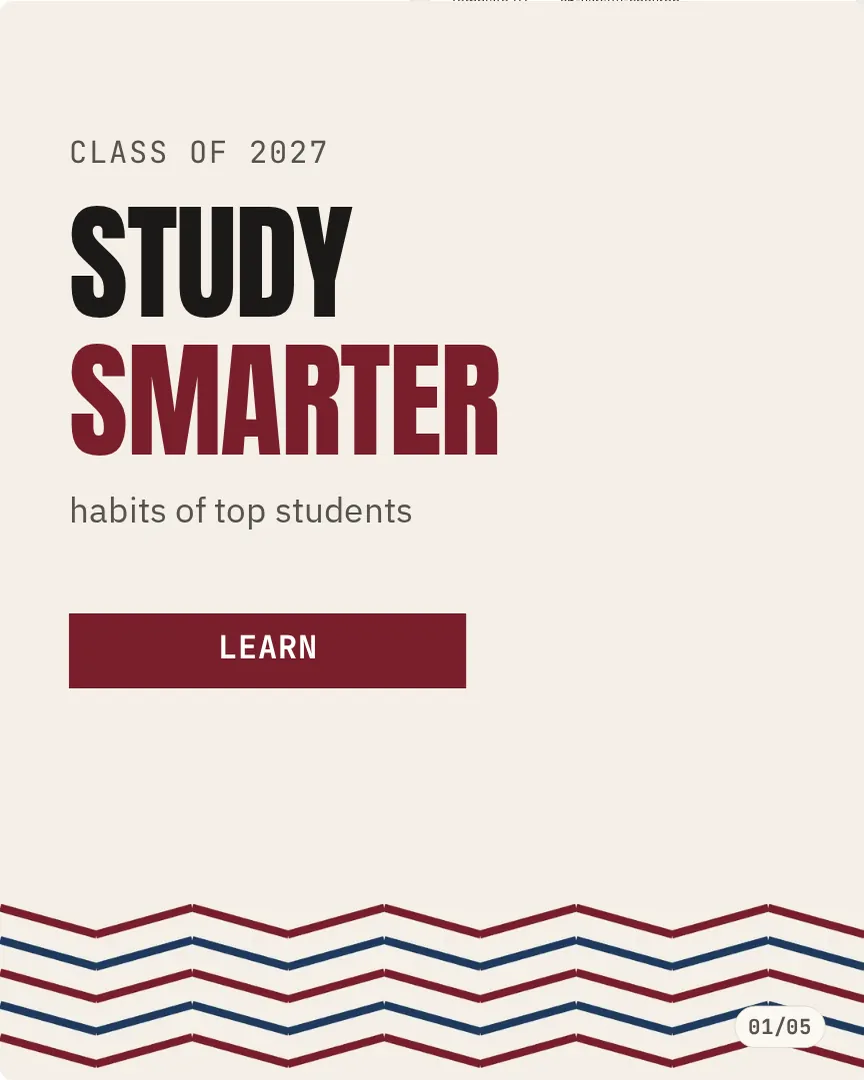 CLASS OF 2027
STUDY
SMARTER
habits of top students
LEARN
01/05